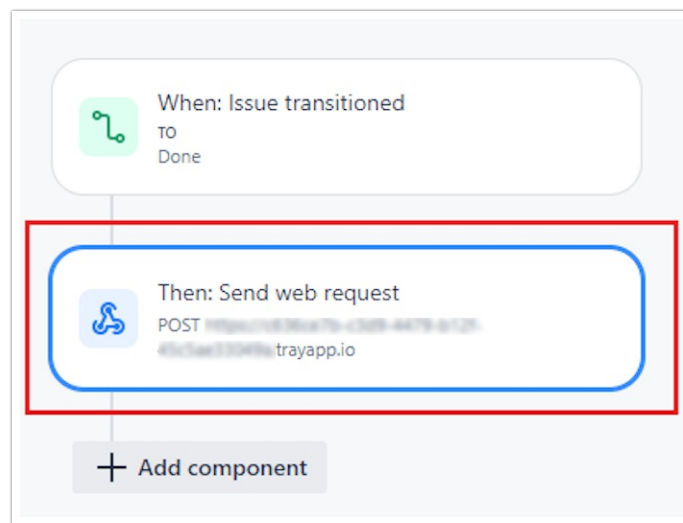 When: Issue transitioned
TO
Done
Then: Send web request
POST
trayapp.io
Add component